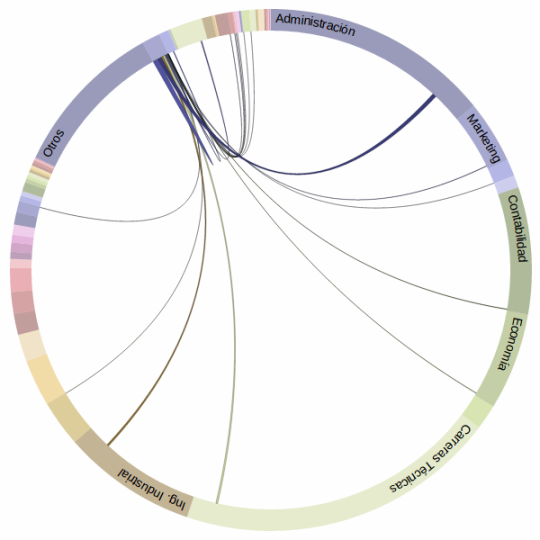 Administración
Marketing
Contabilidad
Economía
Carreras Técnicas
Ing. Industrial
Otros